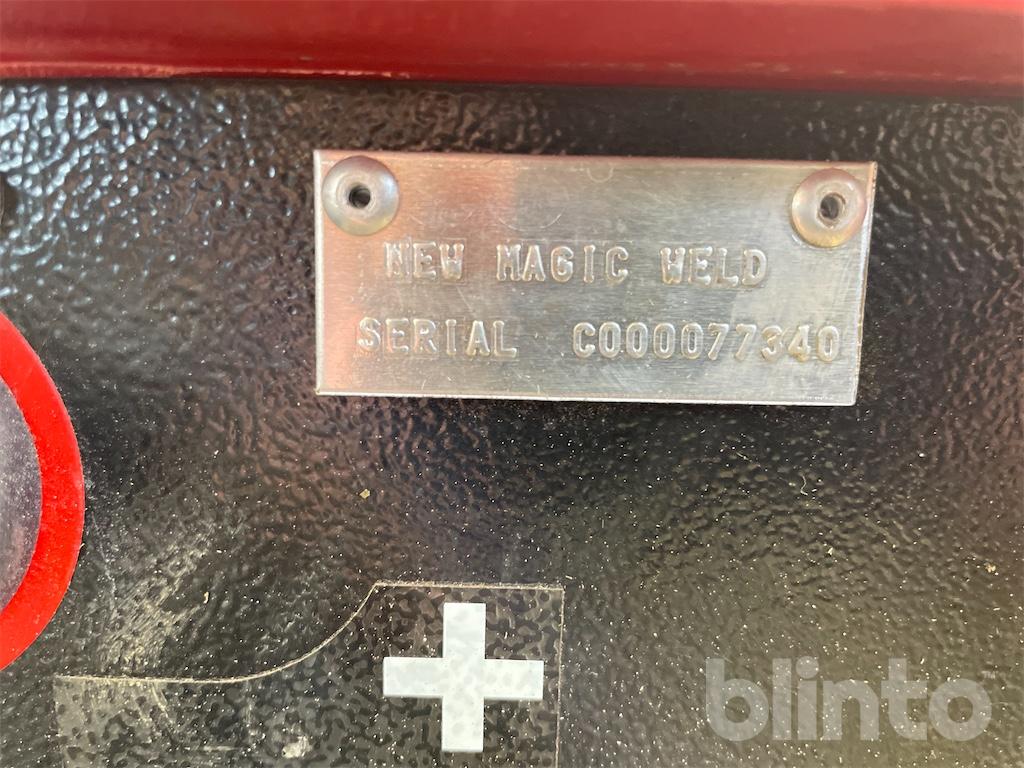 NEW MAGIC WELD
SERIAL C000077340
blinto